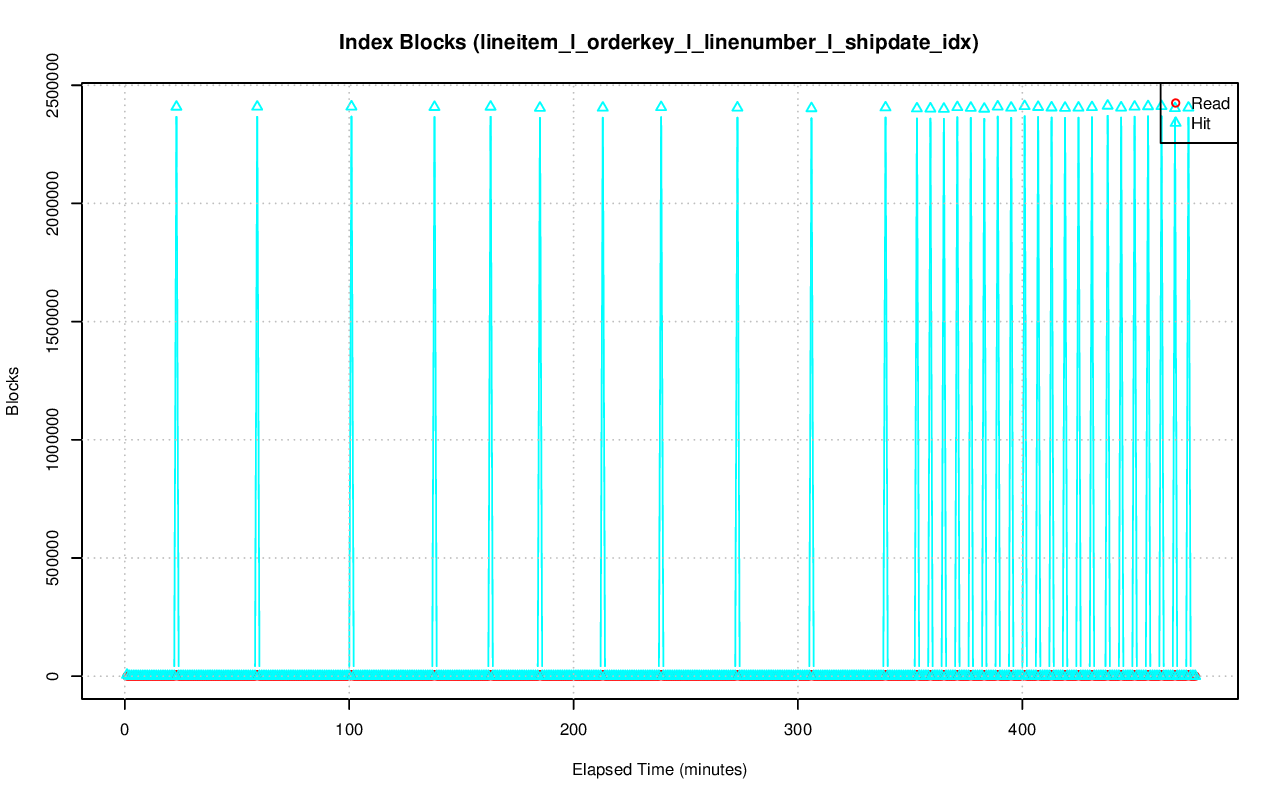 Index Blocks (lineitem_l_orderkey_l_linenumber_l_shipdate_idx)
Read
Hit
2500000
2000000
1500000
1000000
500000
0
Blocks
0 100 200 300 400
Elapsed Time (minutes)